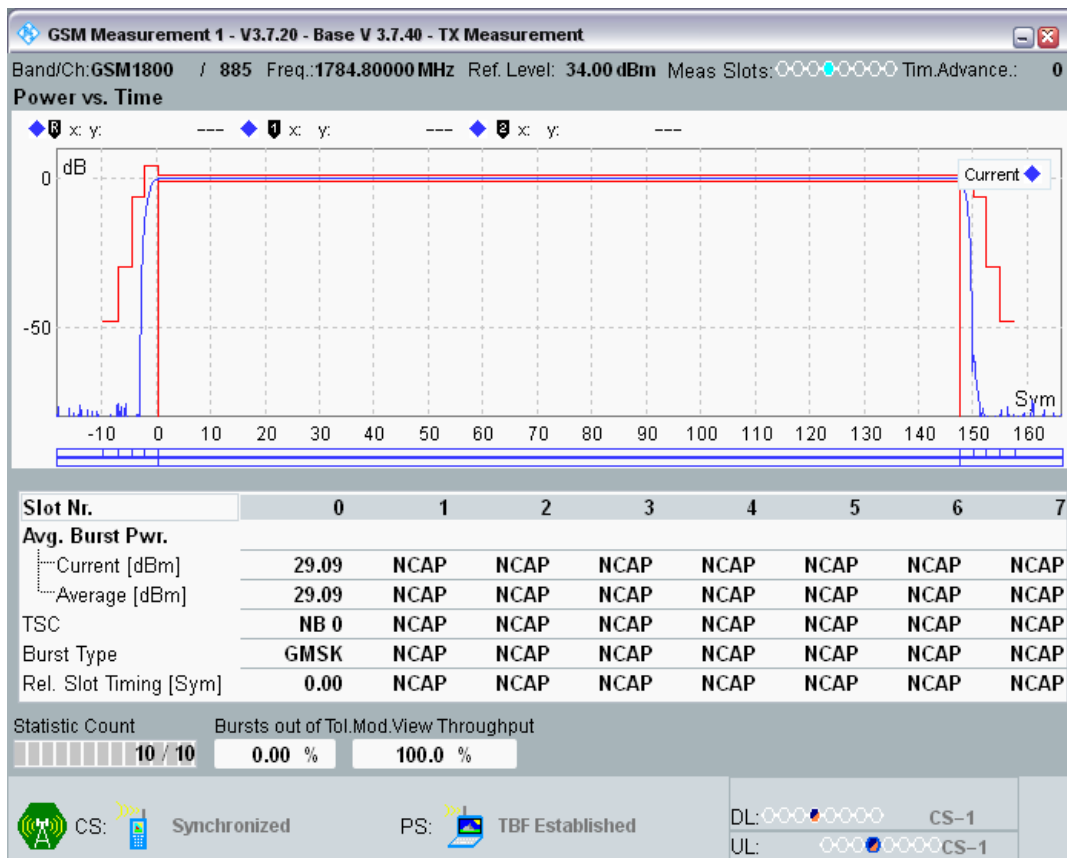 GSM Measurement 1 - V3.7.20 - Base V 3.7.40 - TX Measurement
Band/Ch:GSM1800 / 885 Freq.:1784.80000 MHz Ref. Level: 34.00 dBm Meas Slots: Tim.Advance.: 0
Power vs. Time
R x: y: --- 1 x: y: --- 2 x: y: ---
dB
Current
0
-50
Sym
-10 0 10 20 30 40 50 60 70 80 90 100 110 120 130 140 150 160
Slot Nr. 0 1 2 3 4 5 6 7
Avg. Burst Pwr.
Current [dBm] 29.09 NCAP NCAP NCAP NCAP NCAP NCAP NCAP
Average [dBm] 29.09 NCAP NCAP NCAP NCAP NCAP NCAP NCAP
TSC NB 0 NCAP NCAP NCAP NCAP NCAP NCAP NCAP
Burst Type GMSK NCAP NCAP NCAP NCAP NCAP NCAP NCAP
Rel. Slot Timing [Sym] 0.00 NCAP NCAP NCAP NCAP NCAP NCAP NCAP
Statistic Count Bursts out of Tol.Mod.View Throughput
10 / 10 0.00 % 100.0 %
CS: Synchronized PS: TBF Established DL: CS-1
UL: CS-1